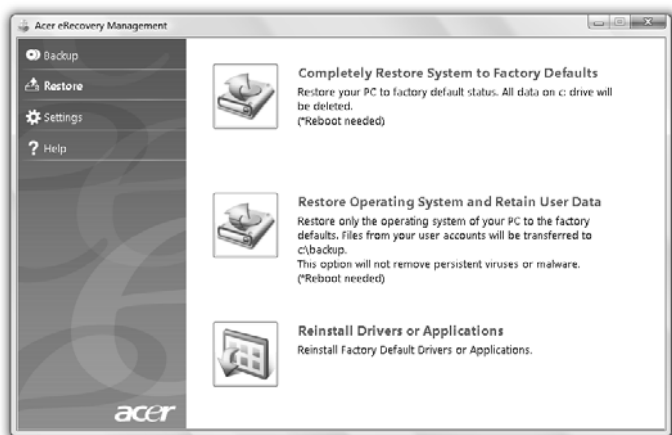 Acer eRecovery Management
Backup
Restore
Settings
Help
Completely Restore System to Factory Defaults
Restore your PC to factory default status. All data on c: drive will
be deleted.
(*Reboot needed)
Restore Operating System and Retain User Data
Restore only the operating system of your PC to the factory
defaults. Files from your user accounts will be transferred to
c:\backup.
This option will not remove persistent viruses or malware.
(*Reboot needed)
Reinstall Drivers or Applications
Reinstall Factory Default Drivers or Applications.
acer